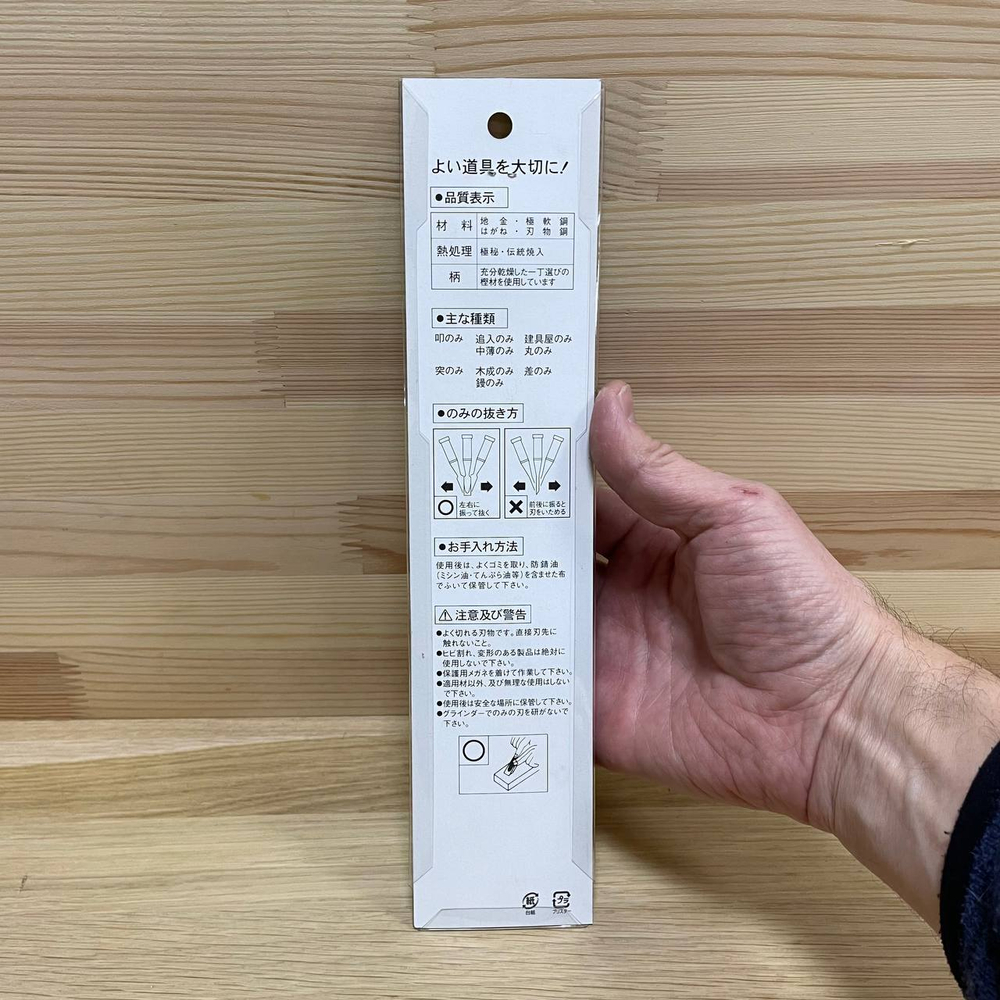 よい道具を大切に!
●品質表示
材 料 地金・極軟鋼
はがね・刃物鋼
熱処理 極秘・伝統焼入
柄 充分乾燥した一丁選びの
樫材を使用しています
●主な種類
叩のみ 追入のみ 建具屋のみ
中薄のみ 丸のみ
突のみ 木成のみ 差のみ
鏝のみ
●のみの抜き方
左右に
振って抜く
前後に振ると
刃をいためる
●お手入れ方法
使用後は、よくゴミを取り、防錆油
(ミシン油・てんぷら油等)を含ませた布
でふいて保管して下さい。
注意及び警告
●よく切れる刃物です。直接刃先に
触れないこと。
●ヒビ割れ、変形のある製品は絶対に
使用しないで下さい。
●保護用メガネを着けて作業して下さい。
●適用材以外、及び無理な使用はしない
で下さい。
●使用後は安全な場所に保管して下さい。
●グラインダーでのみの刃を研がないで
下さい。
紙 プラ
台紙 ブリスター